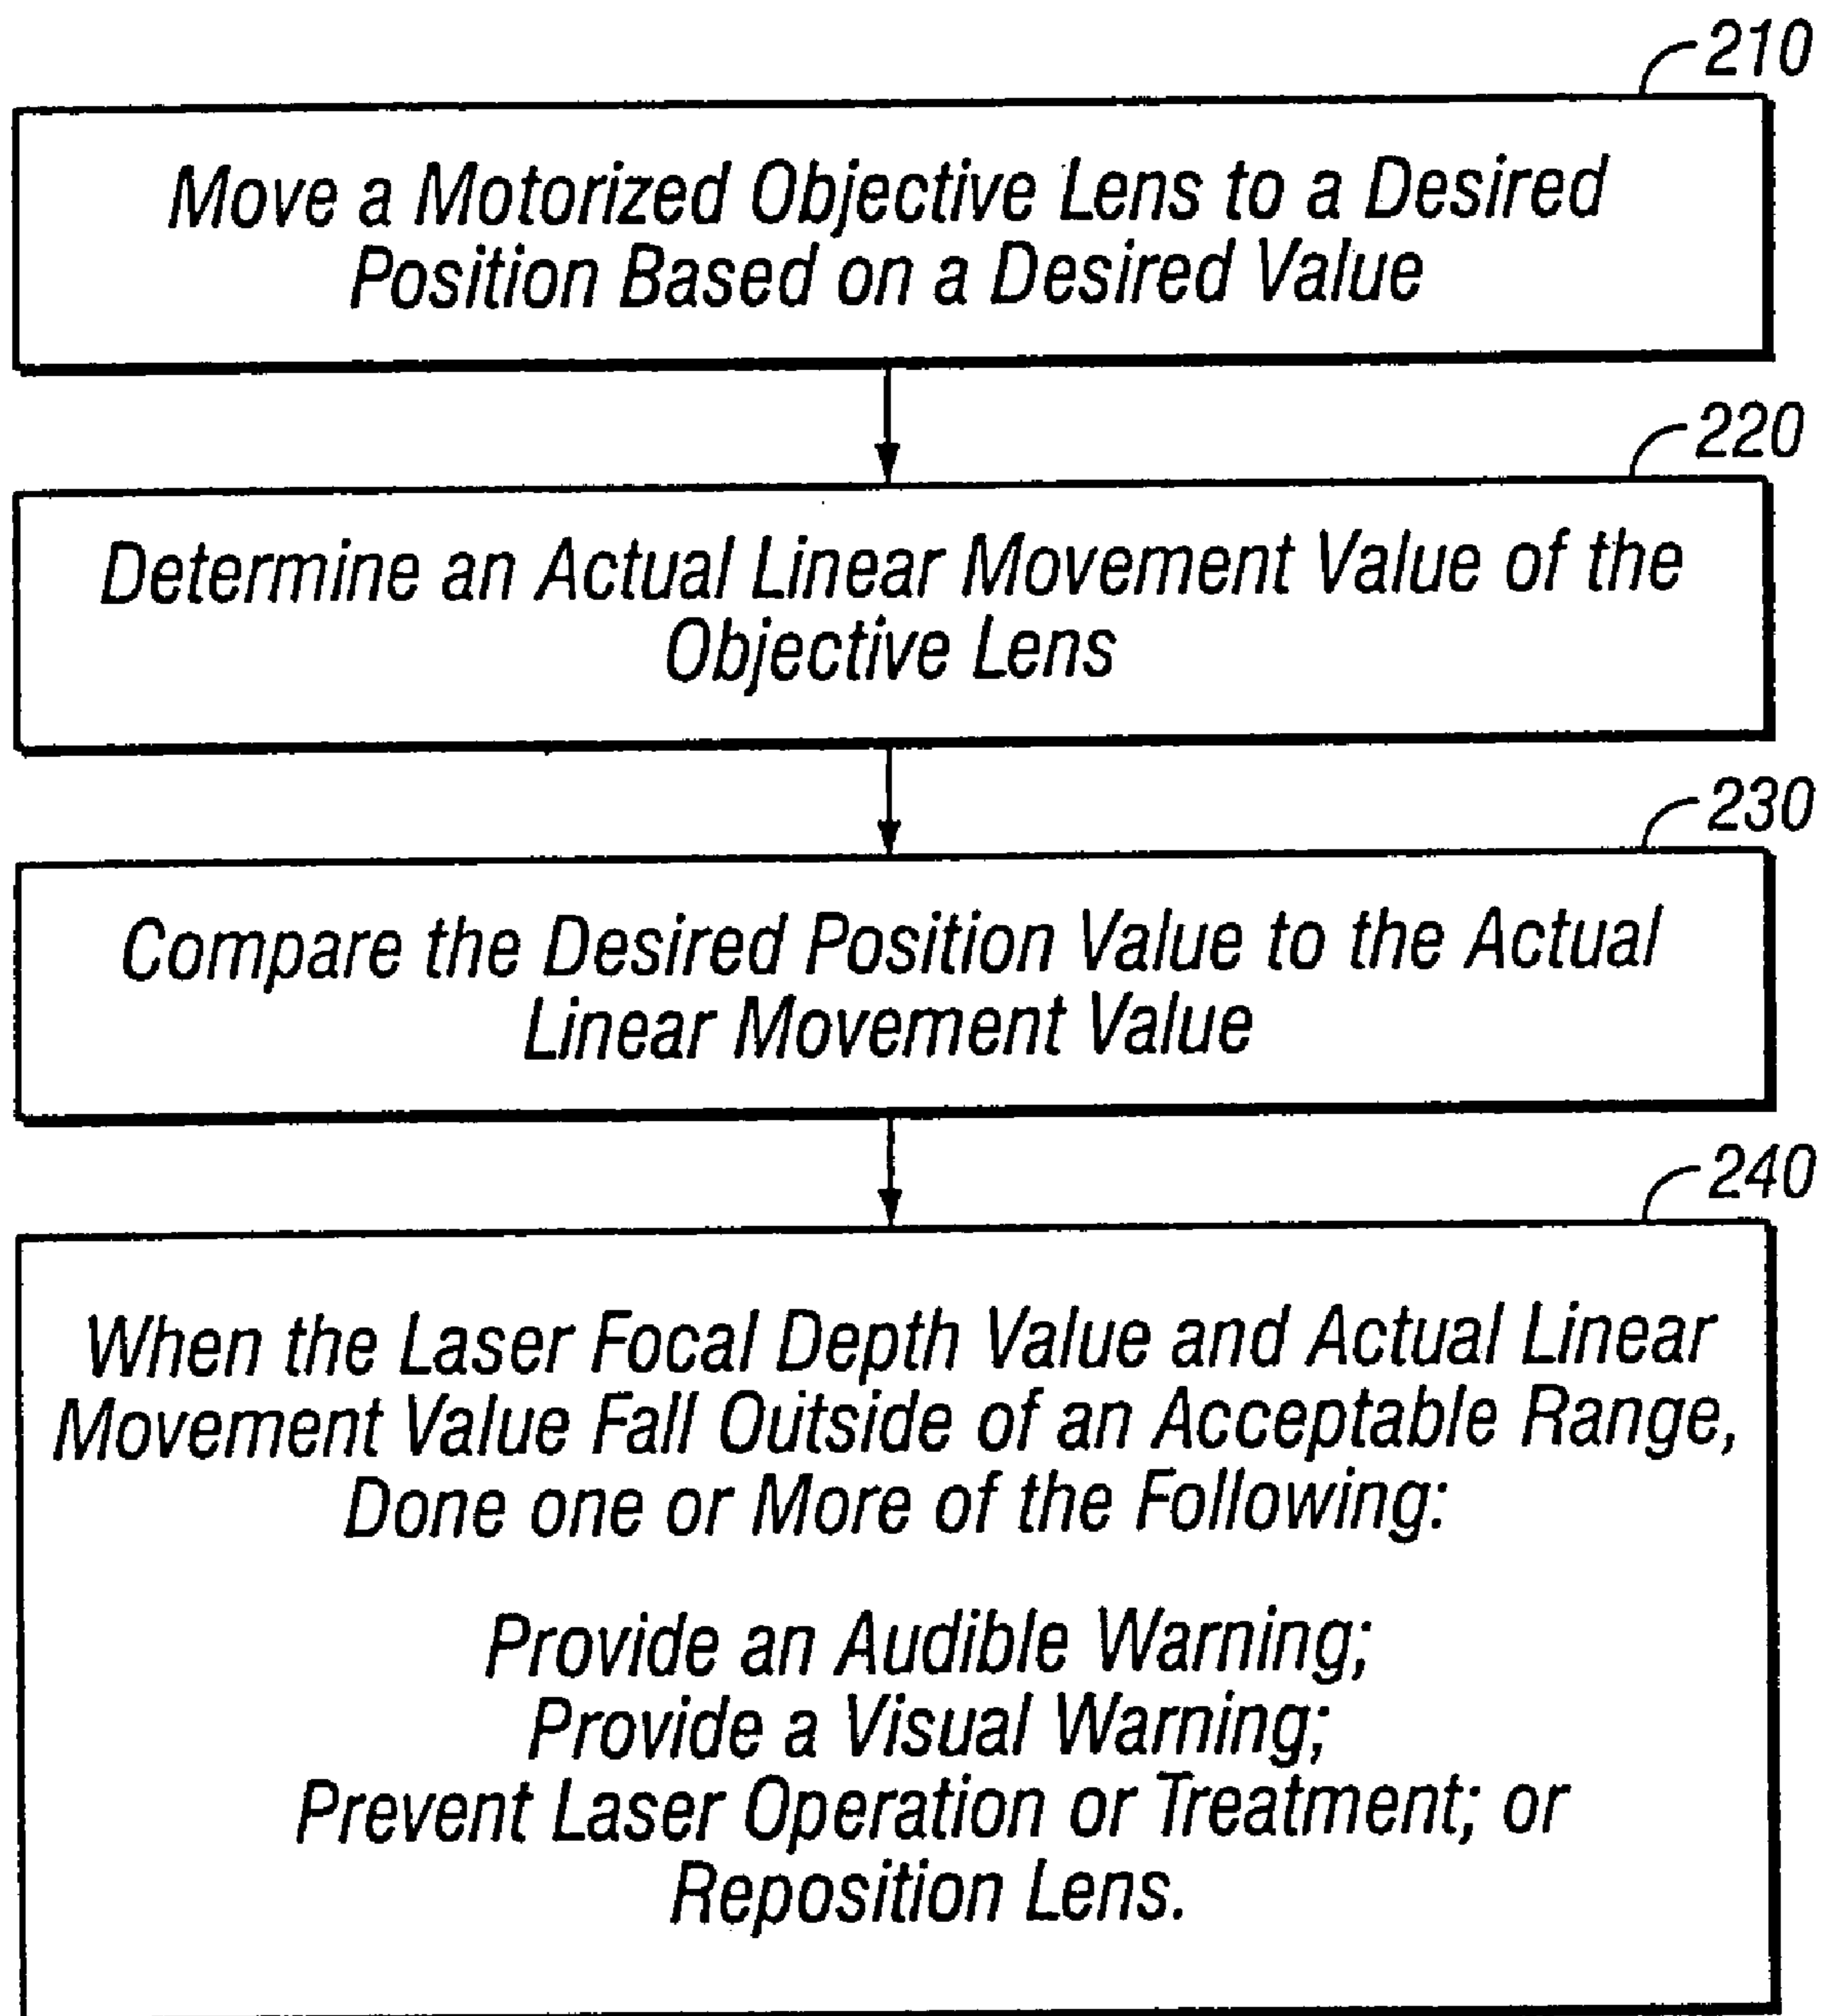 210
Move a Motorized Objective Lens to a Desired
Position Based on a Desired Value
220
Determine an Actual Linear Movement Value of the
Objective Lens
230
Compare the Desired Position Value to the Actual
Linear Movement Value
240
When the Laser Focal Depth Value and Actual Linear
Movement Value Fall Outside of an Acceptable Range,
Done one or More of the Following:
Provide an Audible Warning;
Provide a Visual Warning;
Prevent Laser Operation or Treatment; or
Reposition Lens.